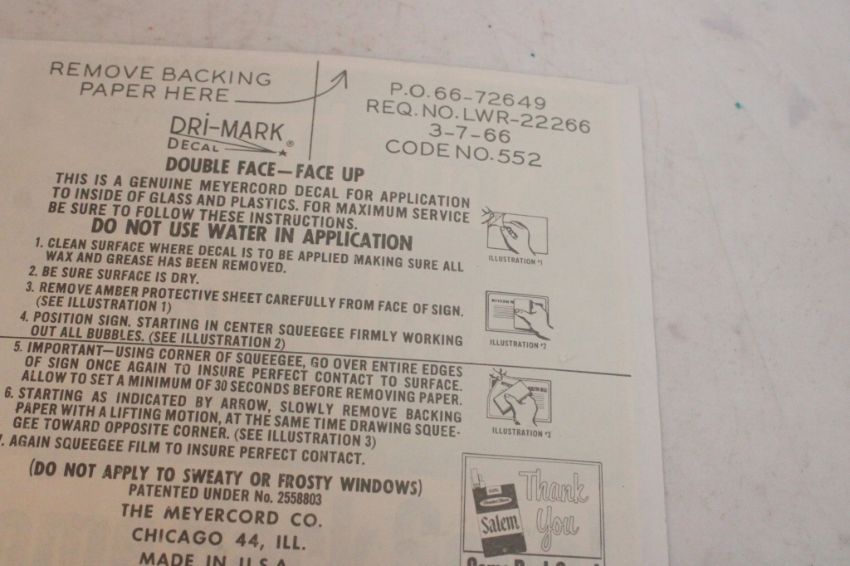 REMOVE BACKING
PAPER HERE
P.O. 66-72649
REQ. NO. LWR-22266
3-7-66
CODE NO. 552
DRI-MARK®
DECAL
DOUBLE FACE—FACE UP
THIS IS A GENUINE MEYERCORD DECAL FOR APPLICATION
TO INSIDE OF GLASS AND PLASTICS. FOR MAXIMUM SERVICE
BE SURE TO FOLLOW THESE INSTRUCTIONS.
DO NOT USE WATER IN APPLICATION
1. CLEAN SURFACE WHERE DECAL IS TO BE APPLIED MAKING SURE ALL
WAX AND GREASE HAS BEEN REMOVED.
2. BE SURE SURFACE IS DRY.
3. REMOVE AMBER PROTECTIVE SHEET CAREFULLY FROM FACE OF SIGN.
(SEE ILLUSTRATION 1)
4. POSITION SIGN. STARTING IN CENTER SQUEEGEE FIRMLY WORKING
OUT ALL BUBBLES. (SEE ILLUSTRATION 2)
5. IMPORTANT—USING CORNER OF SQUEEGEE, GO OVER ENTIRE EDGES
OF SIGN ONCE AGAIN TO INSURE PERFECT CONTACT TO SURFACE.
ALLOW TO SET A MINIMUM OF 30 SECONDS BEFORE REMOVING PAPER.
6. STARTING AS INDICATED BY ARROW, SLOWLY REMOVE BACKING
PAPER WITH A LIFTING MOTION, AT THE SAME TIME DRAWING SQUEE-
GEE TOWARD OPPOSITE CORNER. (SEE ILLUSTRATION 3)
7. AGAIN SQUEEGEE FILM TO INSURE PERFECT CONTACT.
ILLUSTRATION #1
ILLUSTRATION #2
ILLUSTRATION #3
(DO NOT APPLY TO SWEATY OR FROSTY WINDOWS)
PATENTED UNDER No. 2558803
THE MEYERCORD CO.
CHICAGO 44, ILL.
MADE IN U.S.A.
Thank
You
Salem